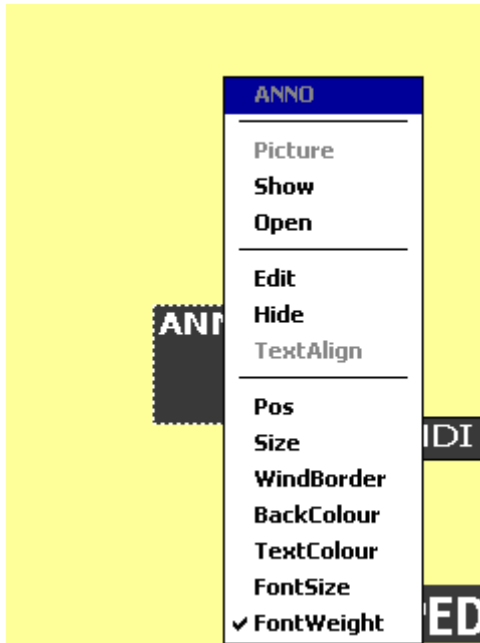 ANNO
Picture
Show
Open
Edit
Hide
TextAlign
Pos
Size
WindBorder
BackColour
TextColour
FontSize
FontWeight